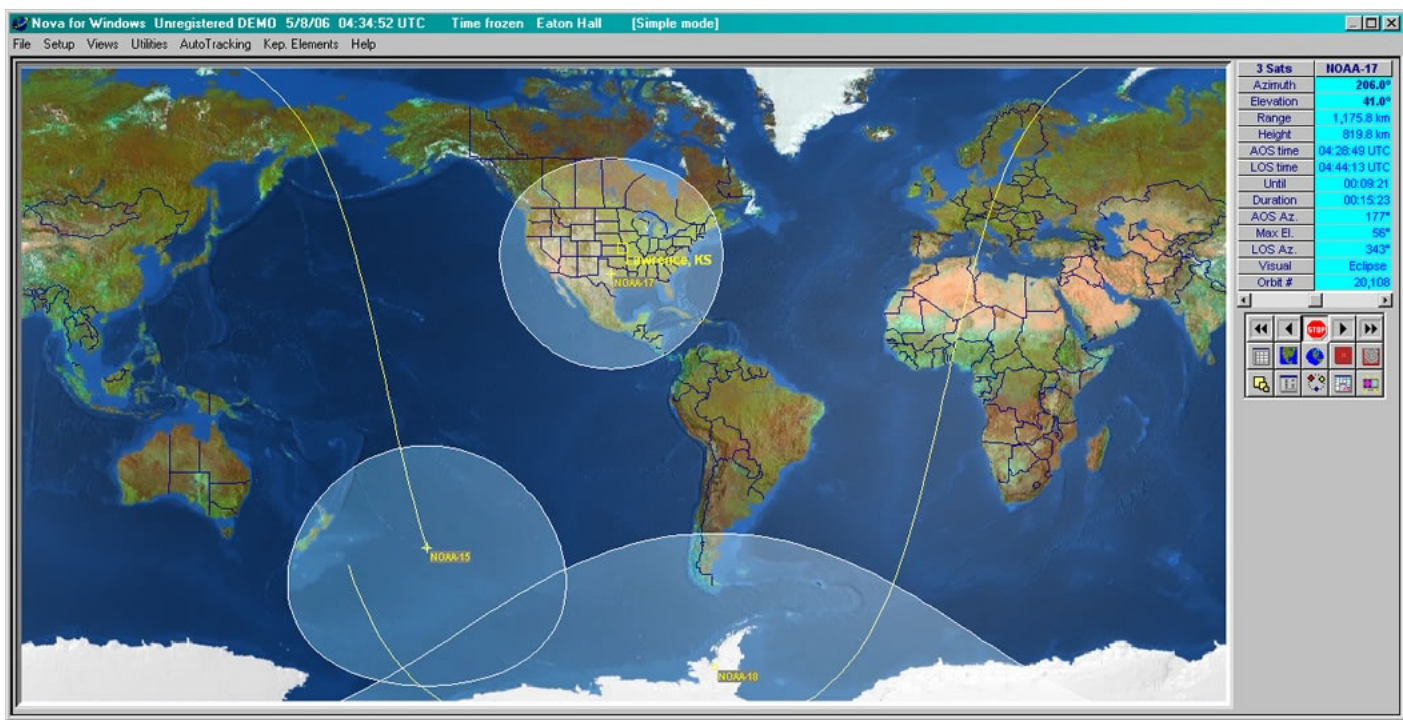 Nova for Windows Unregistered DEMO 5/8/06 04:34:52 UTC Time frozen Eaton Hall [Simple mode]
File Setup Views Utilities AutoTracking Kep. Elements Help
3 Sats NOAA-17
Azimuth 206.0°
Elevation 41.0°
Range 1,175.8 km
Height 819.8 km
AOS time 04:28:49 UTC
LOS time 04:44:13 UTC
Until 00:09:21
Duration 00:15:23
AOS Az. 177°
Max El. 56°
LOS Az. 343°
Visual Eclipse
Orbit # 20,108
STOP
Lawrence, KS
NOAA-17
NOAA-15
NOAA-18